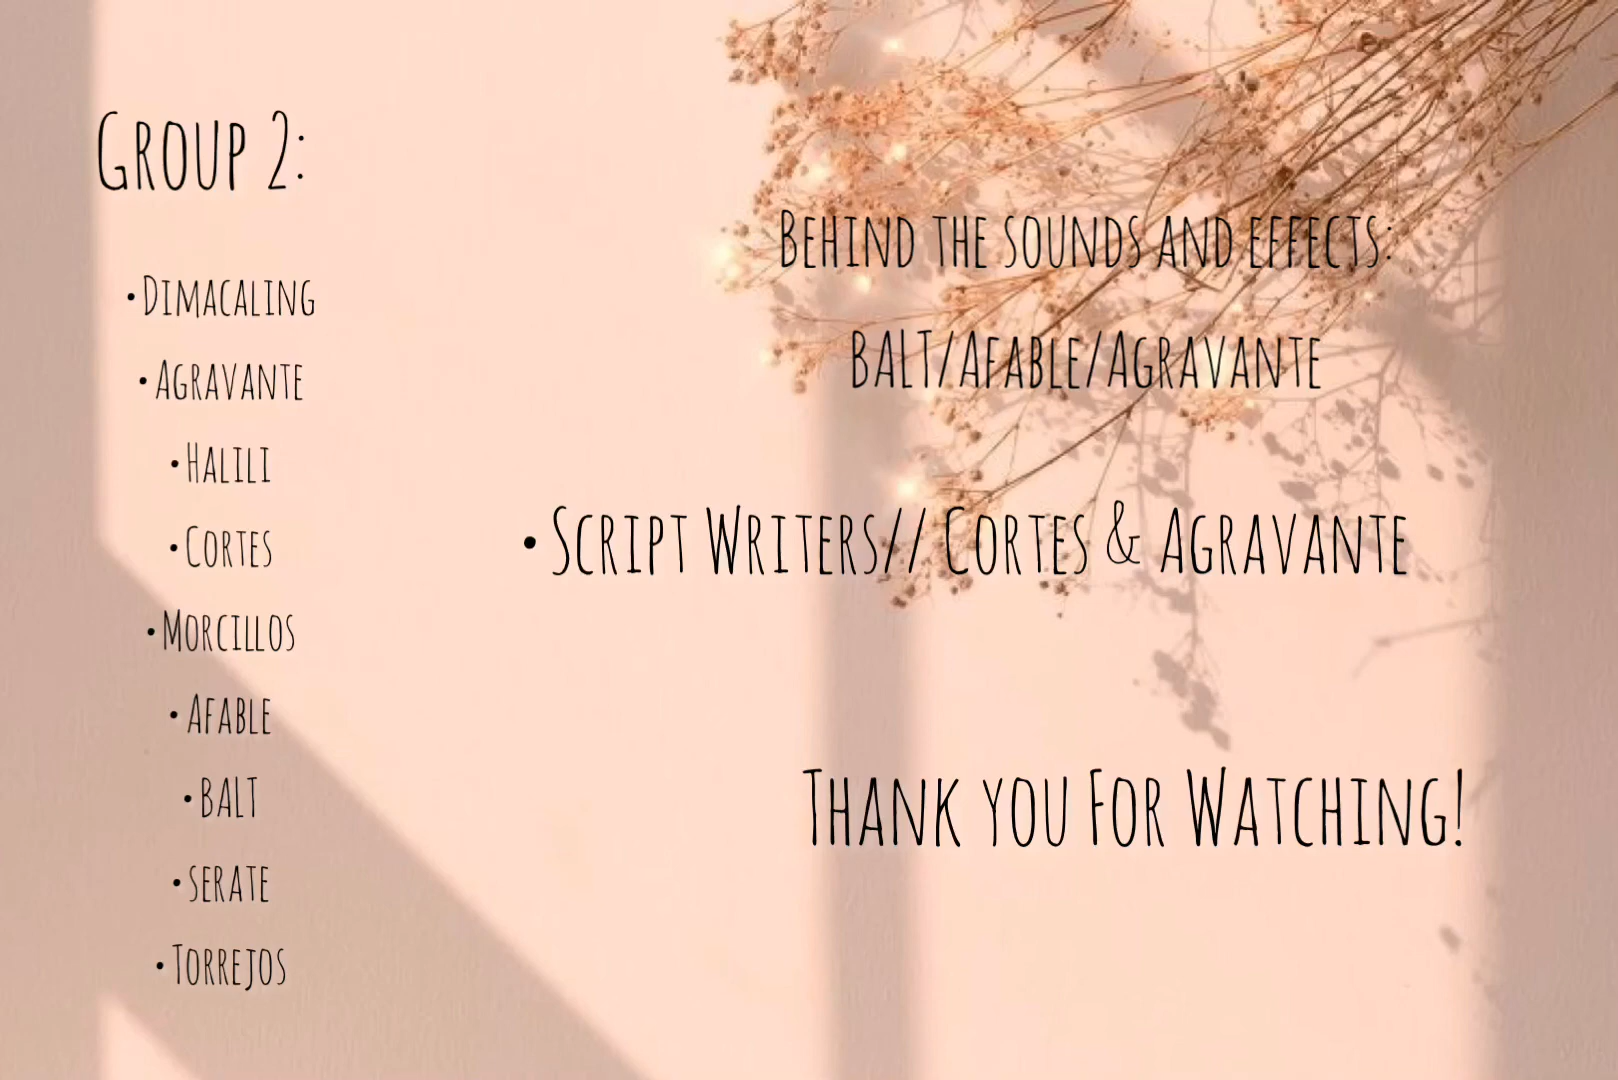 Group 2:
•Dimacaling
•Agravante
•Halili
•Cortes
•Morcillos
•Afable
•BALT
•serate
•Torrejos
Behind the sounds and effects:
BALT/Afable/Agravante
•Script Writers// Cortes & Agravante
Thank you For Watching!